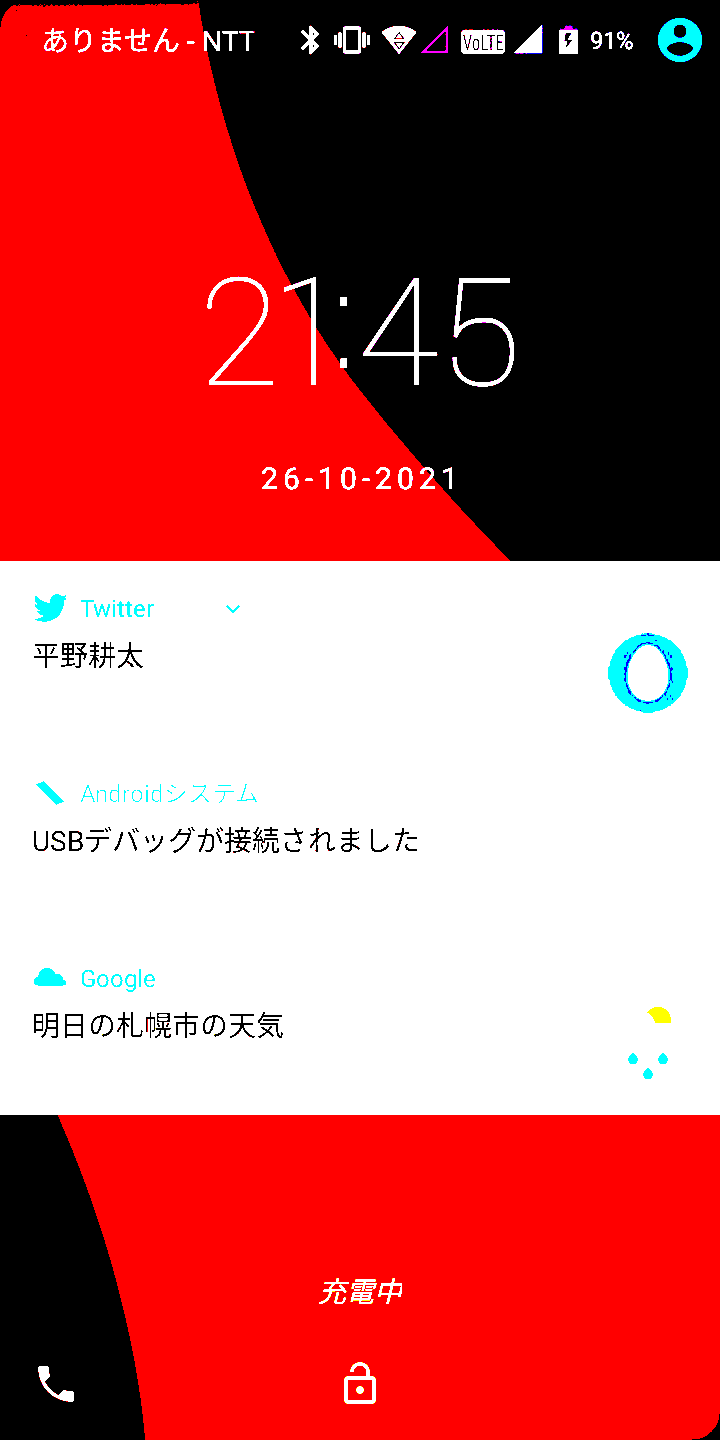 ありません - NTT VoLTE 91%
21:45
26-10-2021
Twitter
平野耕太
Androidシステム
USBデバッグが接続されました
Google
明日の札幌市の天気
充電中